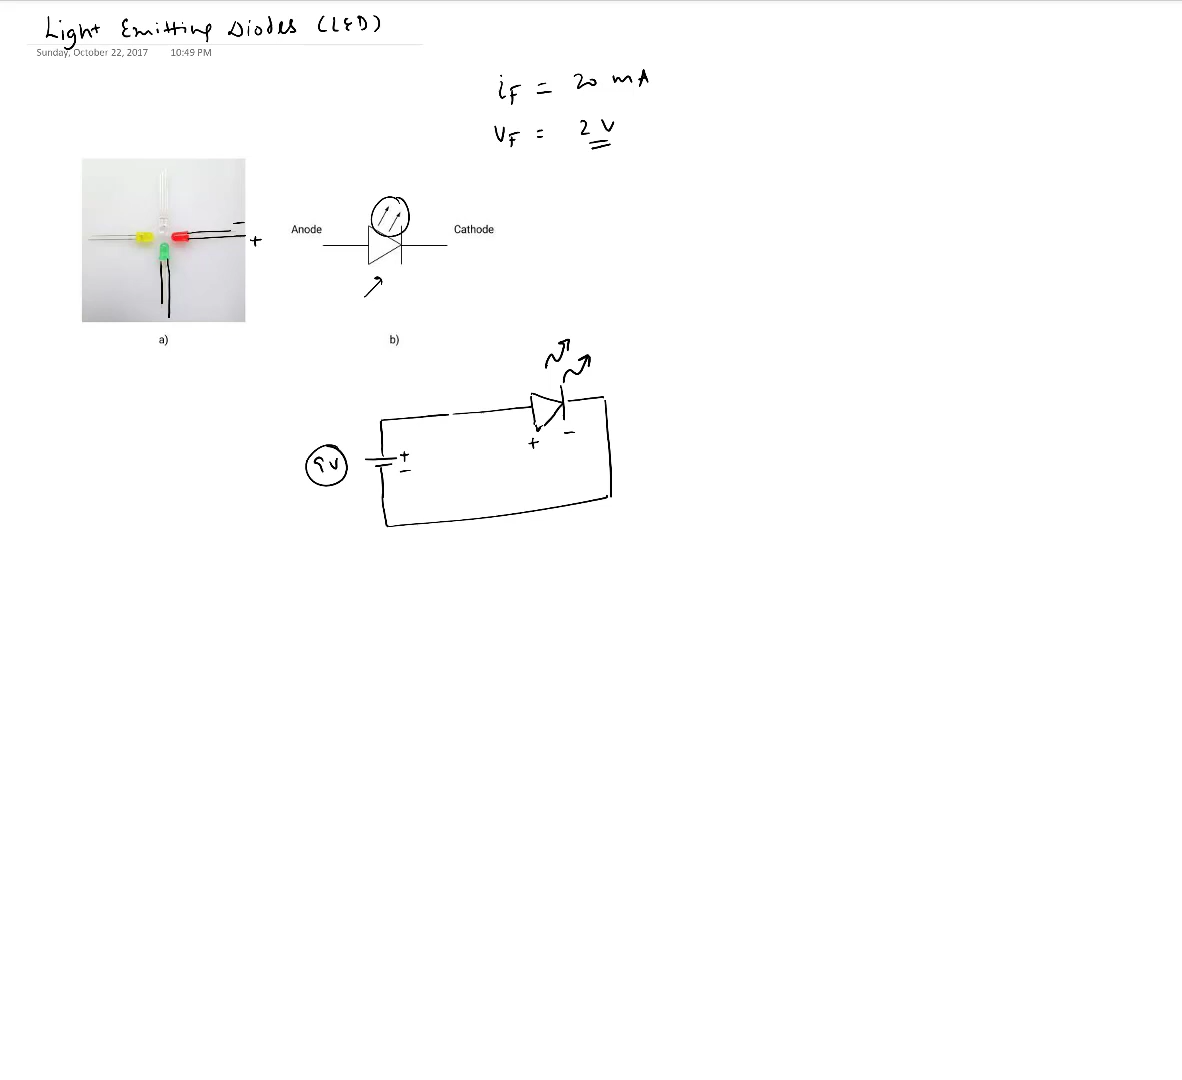 Light Emitting Diodes (LED)
Sunday, October 22, 2017 10:49 PM
iF = 20 mA
VF = 2 V
Anode
Cathode
-
+
a)
b)
9V
+
-
+
-